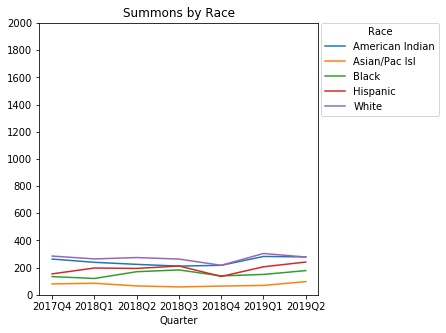 Summons by Race
2000
1800
1600
1400
1200
1000
800
600
400
200
0
2017Q4 2018Q1 2018Q2 2018Q3 2018Q4 2019Q1 2019Q2
Quarter
Race
American Indian
Asian/Pac Isl
Black
Hispanic
White